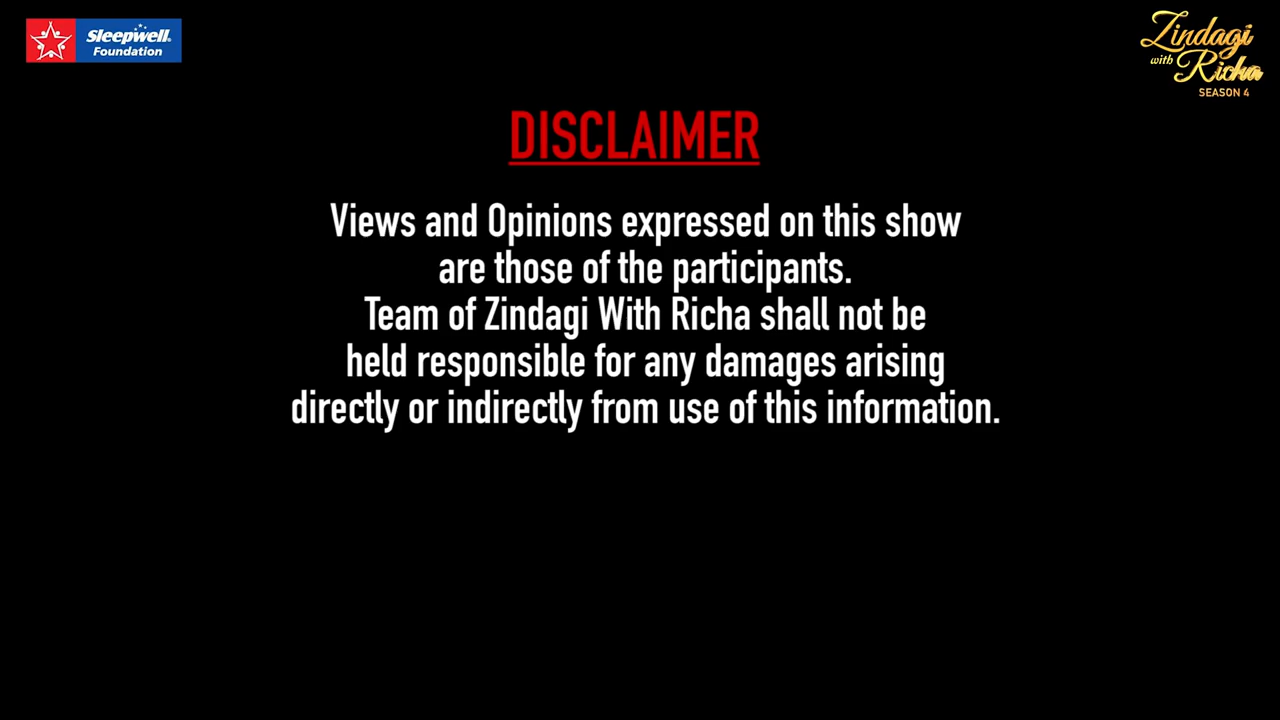 Sleepwell
Foundation
Zindagi
with
Richa
SEASON 4
DISCLAIMER
Views and Opinions expressed on this show
are those of the participants.
Team of Zindagi With Richa shall not be
held responsible for any damages arising
directly or indirectly from use of this information.